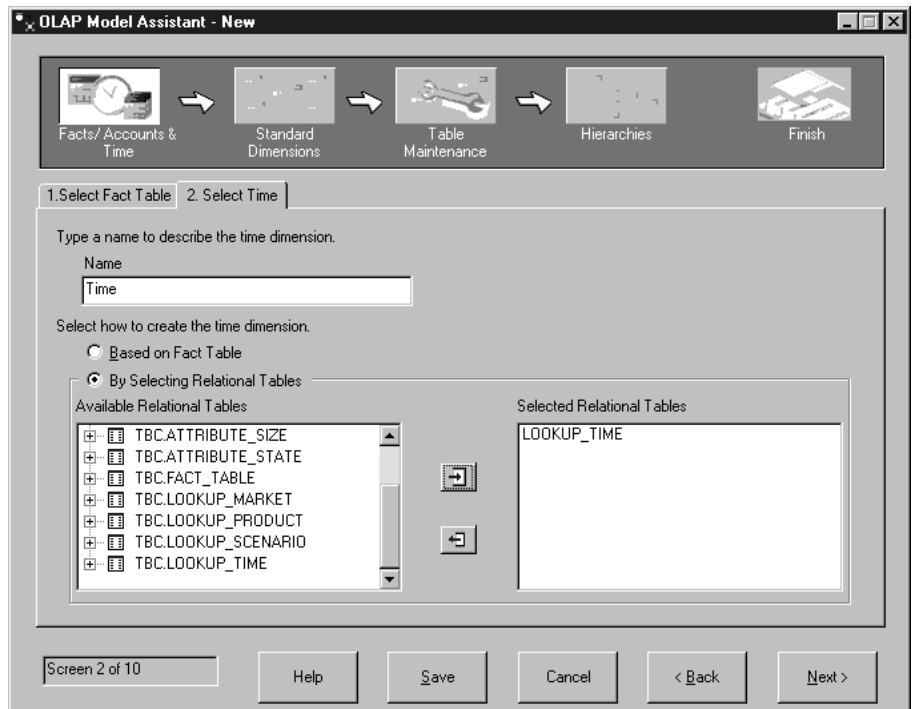 OLAP Model Assistant - New
Facts/Accounts &
Time
Standard
Dimensions
Table
Maintenance
Hierarchies
Finish
1.Select Fact Table
2. Select Time
Type a name to describe the time dimension.
Name
Time
Select how to create the time dimension.
Based on Fact Table
By Selecting Relational Tables
Available Relational Tables
TBC.ATTRIBUTE_SIZE
TBC.ATTRIBUTE_STATE
TBC.FACT_TABLE
TBC.LOOKUP_MARKET
TBC.LOOKUP_PRODUCT
TBC.LOOKUP_SCENARIO
TBC.LOOKUP_TIME
Selected Relational Tables
LOOKUP_TIME
Screen 2 of 10
Help
Save
Cancel
< Back
Next >